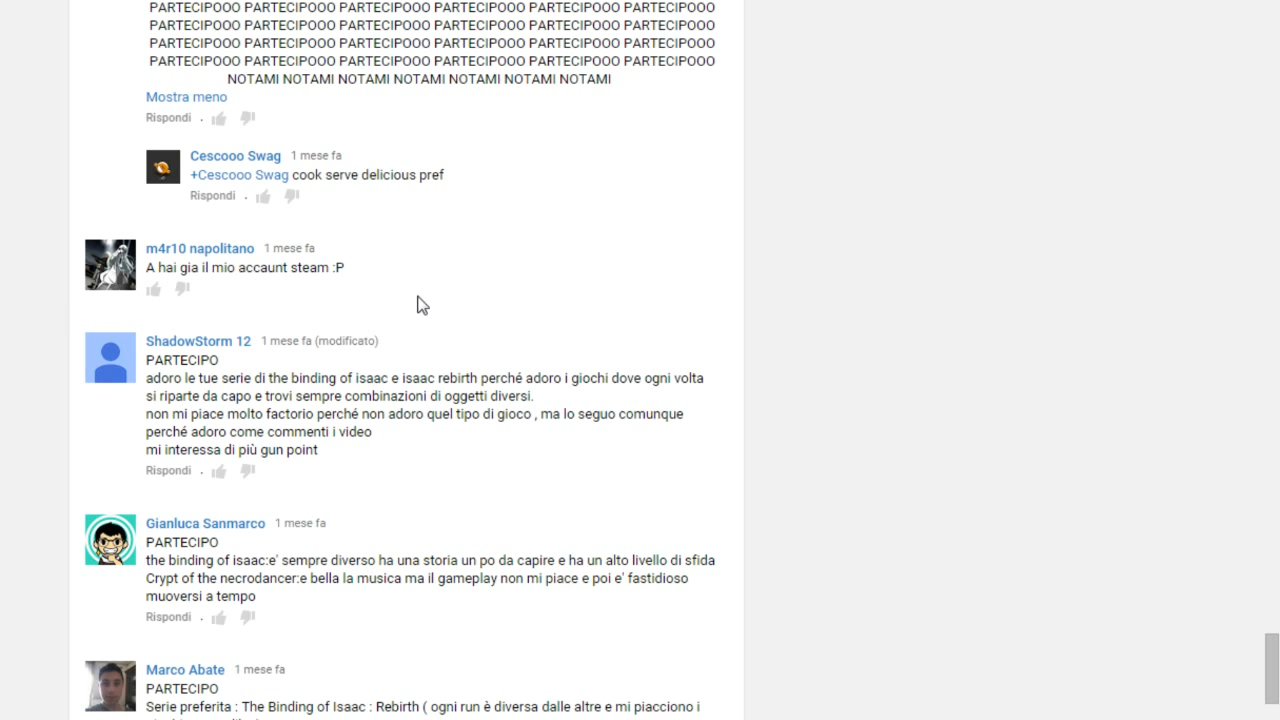 PARTECIPOOO PARTECIPOOO PARTECIPOOO PARTECIPOOO PARTECIPOOO PARTECIPOOO
PARTECIPOOO PARTECIPOOO PARTECIPOOO PARTECIPOOO PARTECIPOOO PARTECIPOOO
PARTECIPOOO PARTECIPOOO PARTECIPOOO PARTECIPOOO PARTECIPOOO PARTECIPOOO
PARTECIPOOO PARTECIPOOO PARTECIPOOO PARTECIPOOO PARTECIPOOO PARTECIPOOO
NOTAMI NOTAMI NOTAMI NOTAMI NOTAMI NOTAMI NOTAMI
Mostra meno
Rispondi .
Cescooo Swag 1 mese fa
+Cescooo Swag cook serve delicious pref
Rispondi .
m4r10 napolitano 1 mese fa
A hai gia il mio accaunt steam :P
ShadowStorm 12 1 mese fa (modificato)
PARTECIPO
adoro le tue serie di the binding of isaac e isaac rebirth perché adoro i giochi dove ogni volta
si riparte da capo e trovi sempre combinazioni di oggetti diversi.
non mi piace molto factorio perché non adoro quel tipo di gioco , ma lo seguo comunque
perché adoro come commenti i video
mi interessa di più gun point
Rispondi .
Gianluca Sanmarco 1 mese fa
PARTECIPO
the binding of isaac:e' sempre diverso ha una storia un po da capire e ha un alto livello di sfida
Crypt of the necrodancer:e bella la musica ma il gameplay non mi piace e poi e' fastidioso
muoversi a tempo
Rispondi .
Marco Abate 1 mese fa
PARTECIPO
Serie preferita : The Binding of Isaac : Rebirth ( ogni run è diversa dalle altre e mi piacciono i